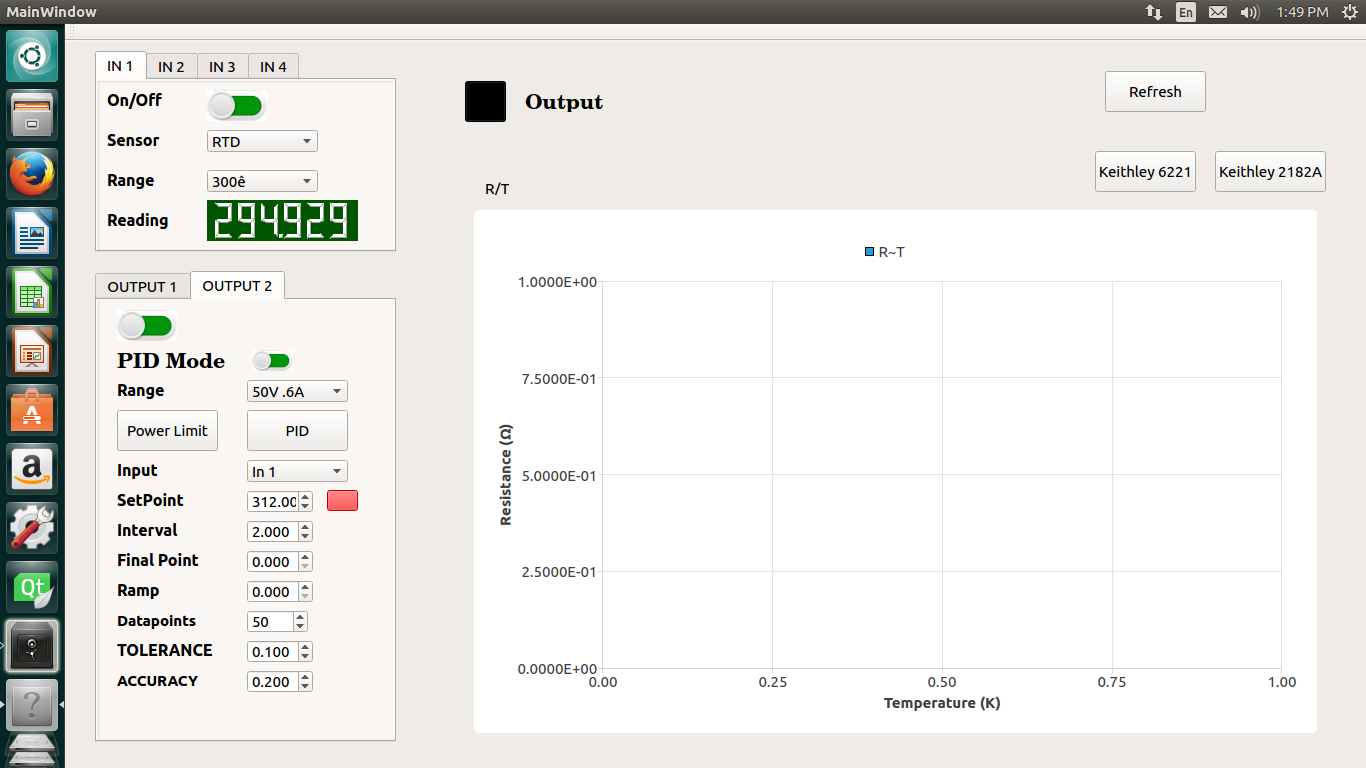 MainWindow
En
1:49 PM
IN 1 IN 2 IN 3 IN 4
On/Off
Sensor RTD
Range 300ê
Reading 294.929
OUTPUT 1 OUTPUT 2
PID Mode
Range 50V .6A
Power Limit PID
Input In 1
SetPoint 312.00
Interval 2.000
Final Point 0.000
Ramp 0.000
Datapoints 50
TOLERANCE 0.100
ACCURACY 0.200
Output
Refresh
Keithley 6221 Keithley 2182A
R/T
R~T
1.0000E+00
7.5000E-01
5.0000E-01
2.5000E-01
0.0000E+00
Resistance (Ω)
0.00 0.25 0.50 0.75 1.00
Temperature (K)
Qt
A
a
?